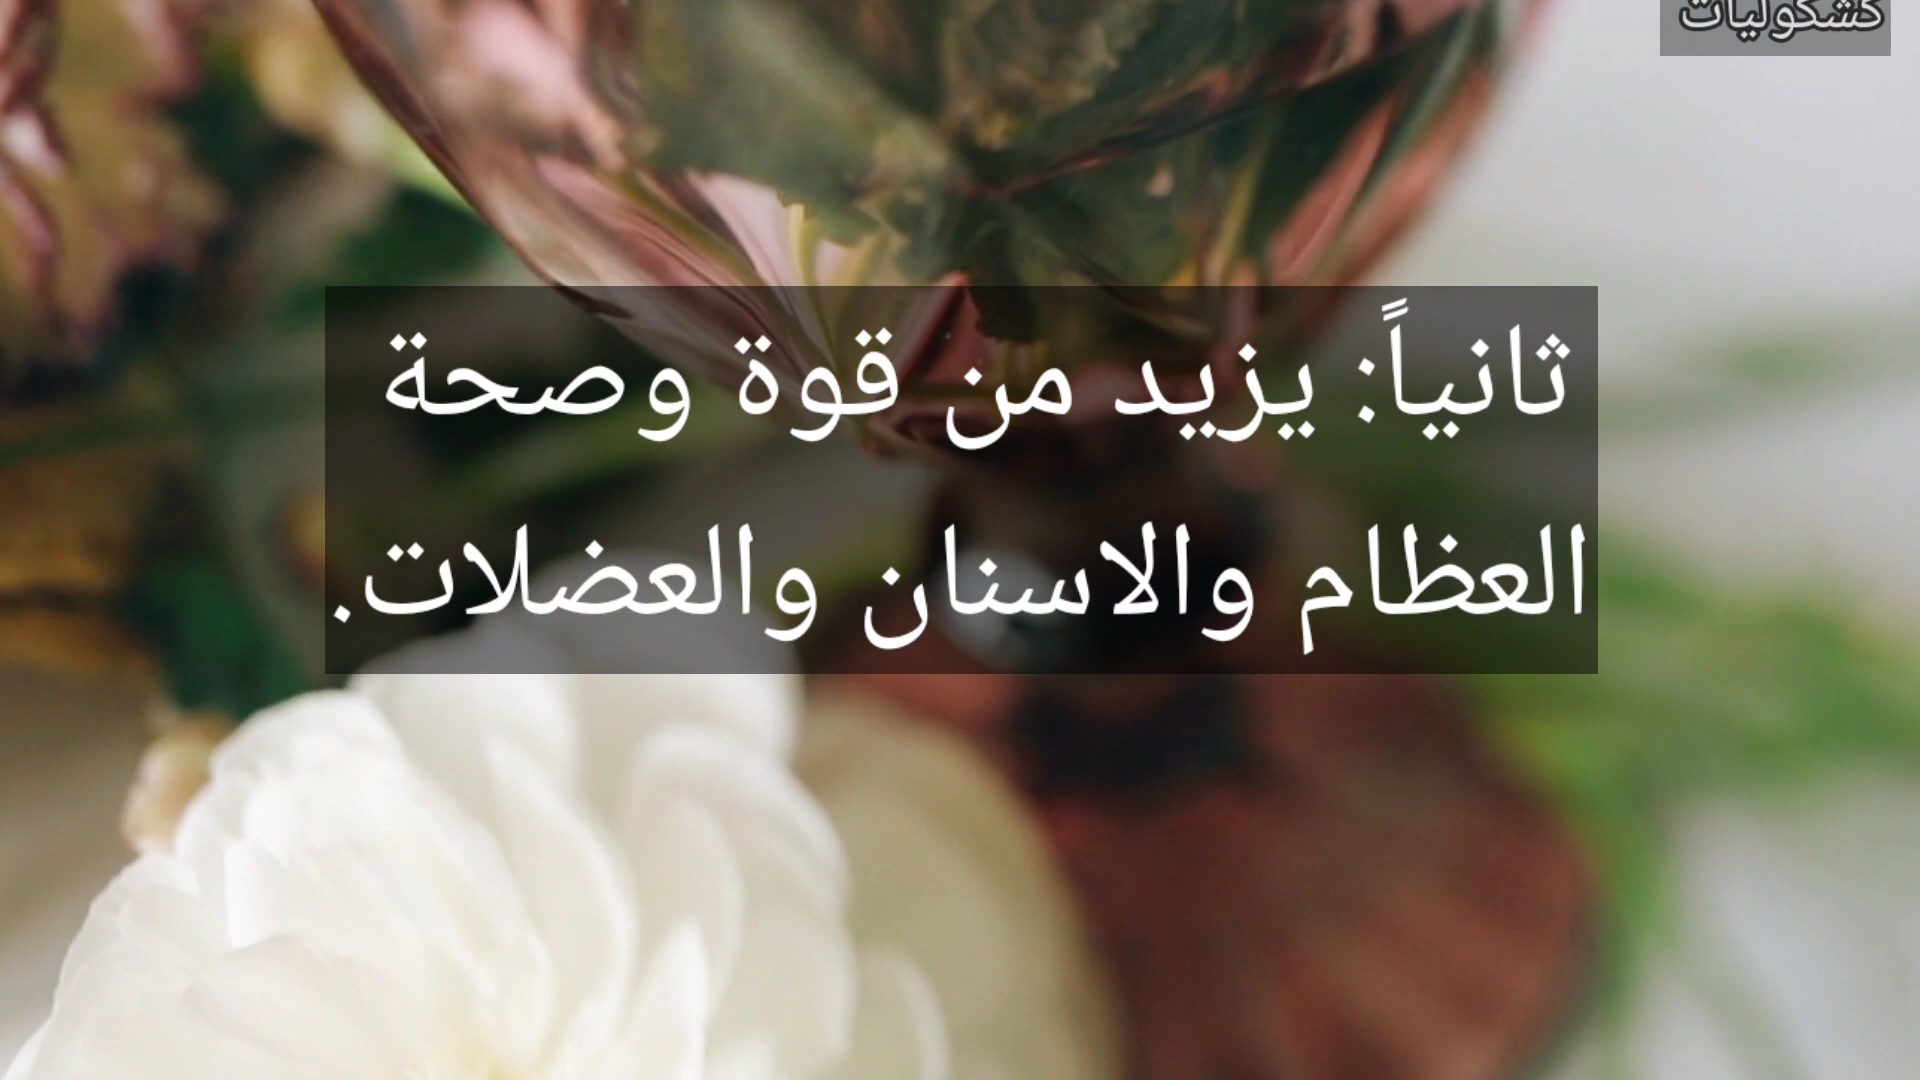 كشكوليات
ثانياً: يزيد من قوة وصحة
العظام والاسنان والعضلات.